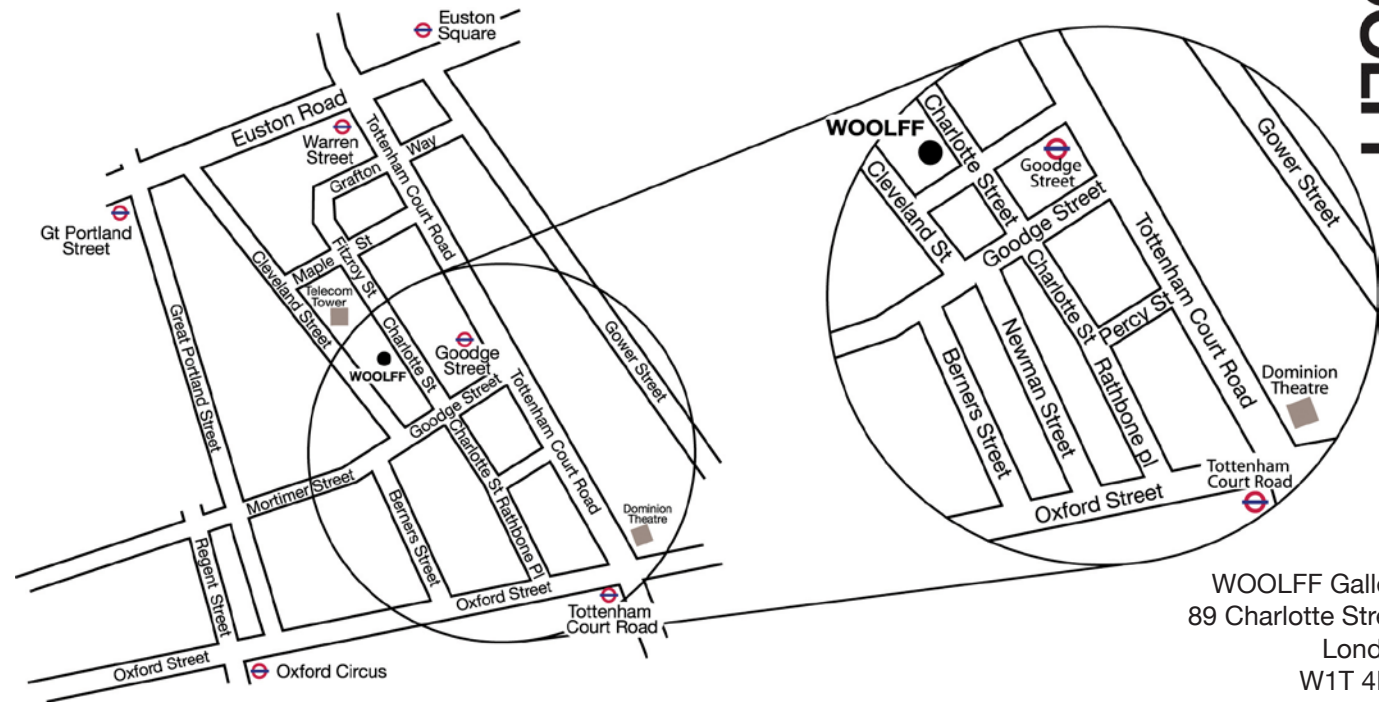 Euston
Square
Euston Road
Warren
Street
Tottenham Court Road
Grafton Way
Gt Portland
Street
Maple St
Fitzroy St
Cleveland Street
Telecom
Tower
Great Portland Street
Charlotte St
WOOLFF
Goodge
Street
Gower Street
Goodge Street
Tottenham Court Road
Charlotte St
Rathbone Pl
Mortimer Street
Berners Street
Dominion
Theatre
Regent Street
Oxford Street
Tottenham
Court Road
Oxford Street
Oxford Circus
WOOLFF
Charlotte Street
Cleveland St
Goodge
Street
Gower Street
Goodge Street
Tottenham Court Road
Charlotte St
Percy St
Newman Street
Berners Street
Rathbone pl
Dominion
Theatre
Tottenham
Court Road
Oxford Street
WOOLFF
89 Charlotte
W1T